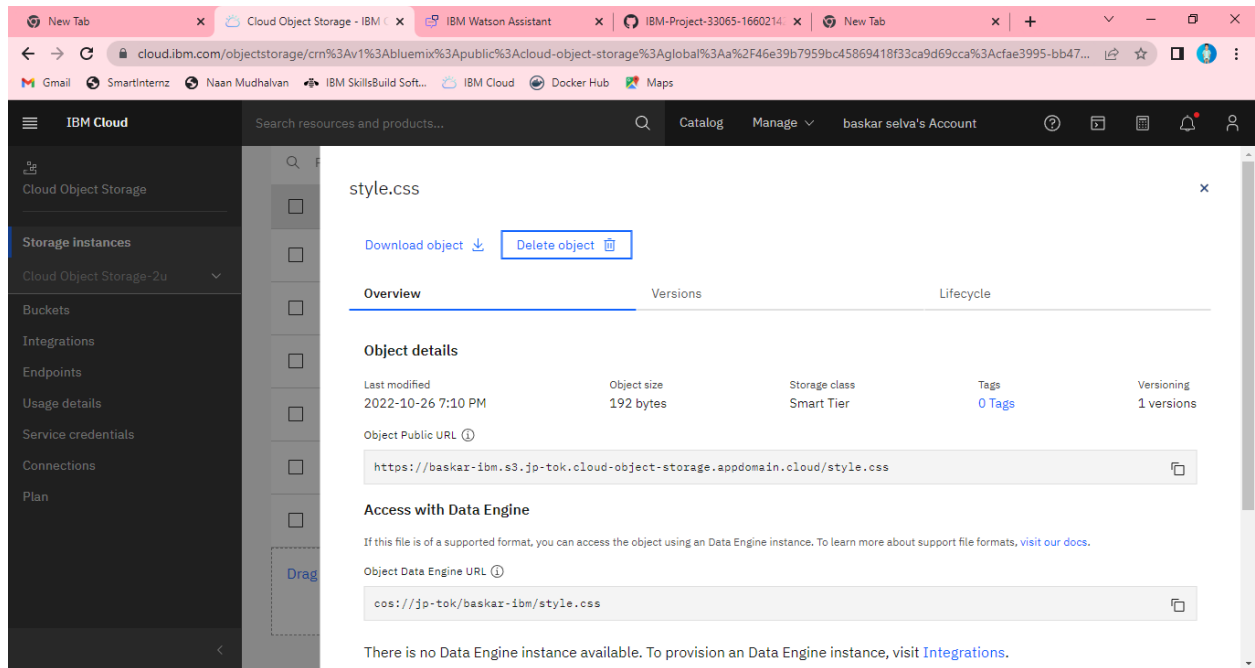 New Tab
Cloud Object Storage - IBM C
IBM Watson Assistant
IBM-Project-33065-1660214
New Tab
cloud.ibm.com/objectstorage/crn%3Av1%3Abluemix%3Apublic%3Acloud-object-storage%3Aglobal%3Aa%2F46e39b7959bc45869418f33ca9d69cca%3Acfae3995-bb47...
Gmail
SmartInternz
Naan Mudhalvan
IBM SkillsBuild Soft...
IBM Cloud
Docker Hub
Maps
IBM Cloud
Search resources and products...
Catalog
Manage
baskar selva's Account
Cloud Object Storage
Storage instances
Cloud Object Storage-2u
Buckets
Integrations
Endpoints
Usage details
Service credentials
Connections
Plan
Drag
style.css
Download object
Delete object
Overview
Versions
Lifecycle
Object details
Last modified
2022-10-26 7:10 PM
Object size
192 bytes
Storage class
Smart Tier
Tags
0 Tags
Versioning
1 versions
Object Public URL
https://baskar-ibm.s3.jp-tok.cloud-object-storage.appdomain.cloud/style.css
Access with Data Engine
If this file is of a supported format, you can access the object using an Data Engine instance. To learn more about support file formats, visit our docs.
Object Data Engine URL
cos://jp-tok/baskar-ibm/style.css
There is no Data Engine instance available. To provision an Data Engine instance, visit Integrations.